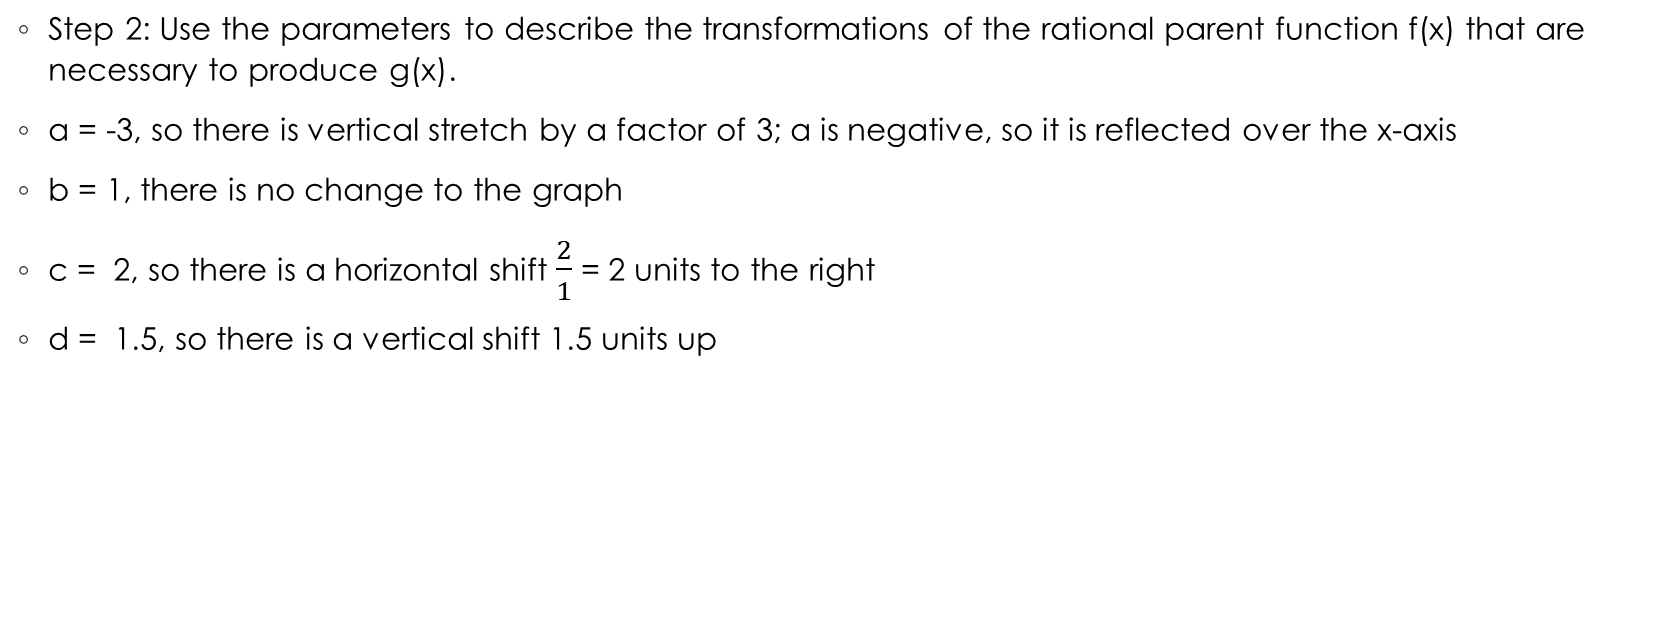 ◦ Step 2: Use the parameters to describe the transformations of the rational parent function f(x) that are
necessary to produce g(x).
◦ a = -3, so there is vertical stretch by a factor of 3; a is negative, so it is reflected over the x-axis
◦ b = 1, there is no change to the graph
◦ c = 2, so there is a horizontal shift 2/1 = 2 units to the right
◦ d = 1.5, so there is a vertical shift 1.5 units up